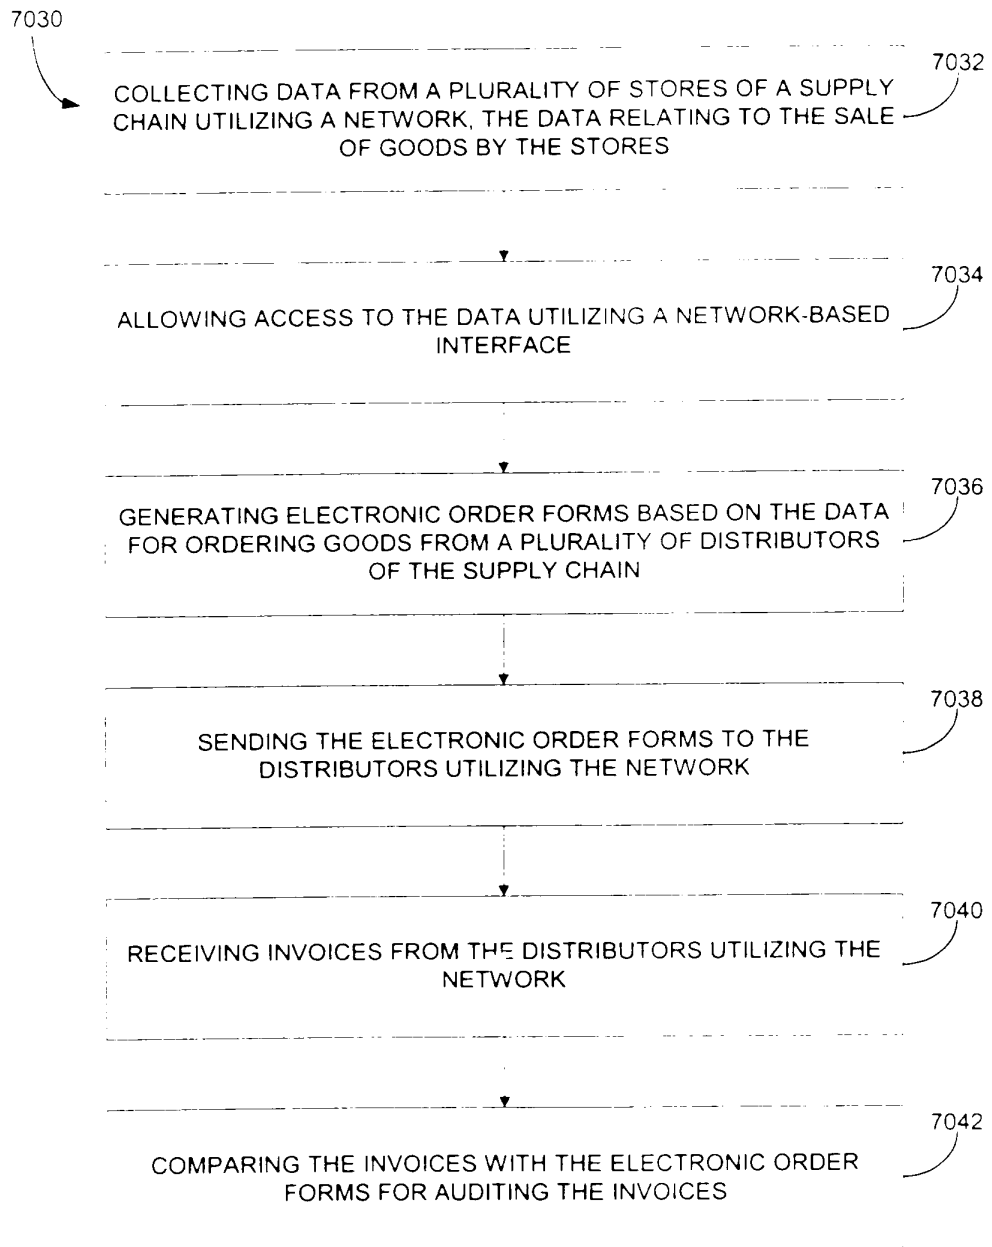 7030
7032
COLLECTING DATA FROM A PLURALITY OF STORES OF A SUPPLY
CHAIN UTILIZING A NETWORK, THE DATA RELATING TO THE SALE
OF GOODS BY THE STORES
7034
ALLOWING ACCESS TO THE DATA UTILIZING A NETWORK-BASED
INTERFACE
7036
GENERATING ELECTRONIC ORDER FORMS BASED ON THE DATA
FOR ORDERING GOODS FROM A PLURALITY OF DISTRIBUTORS
OF THE SUPPLY CHAIN
7038
SENDING THE ELECTRONIC ORDER FORMS TO THE
DISTRIBUTORS UTILIZING THE NETWORK
7040
RECEIVING INVOICES FROM THE DISTRIBUTORS UTILIZING THE
NETWORK
7042
COMPARING THE INVOICES WITH THE ELECTRONIC ORDER
FORMS FOR AUDITING THE INVOICES